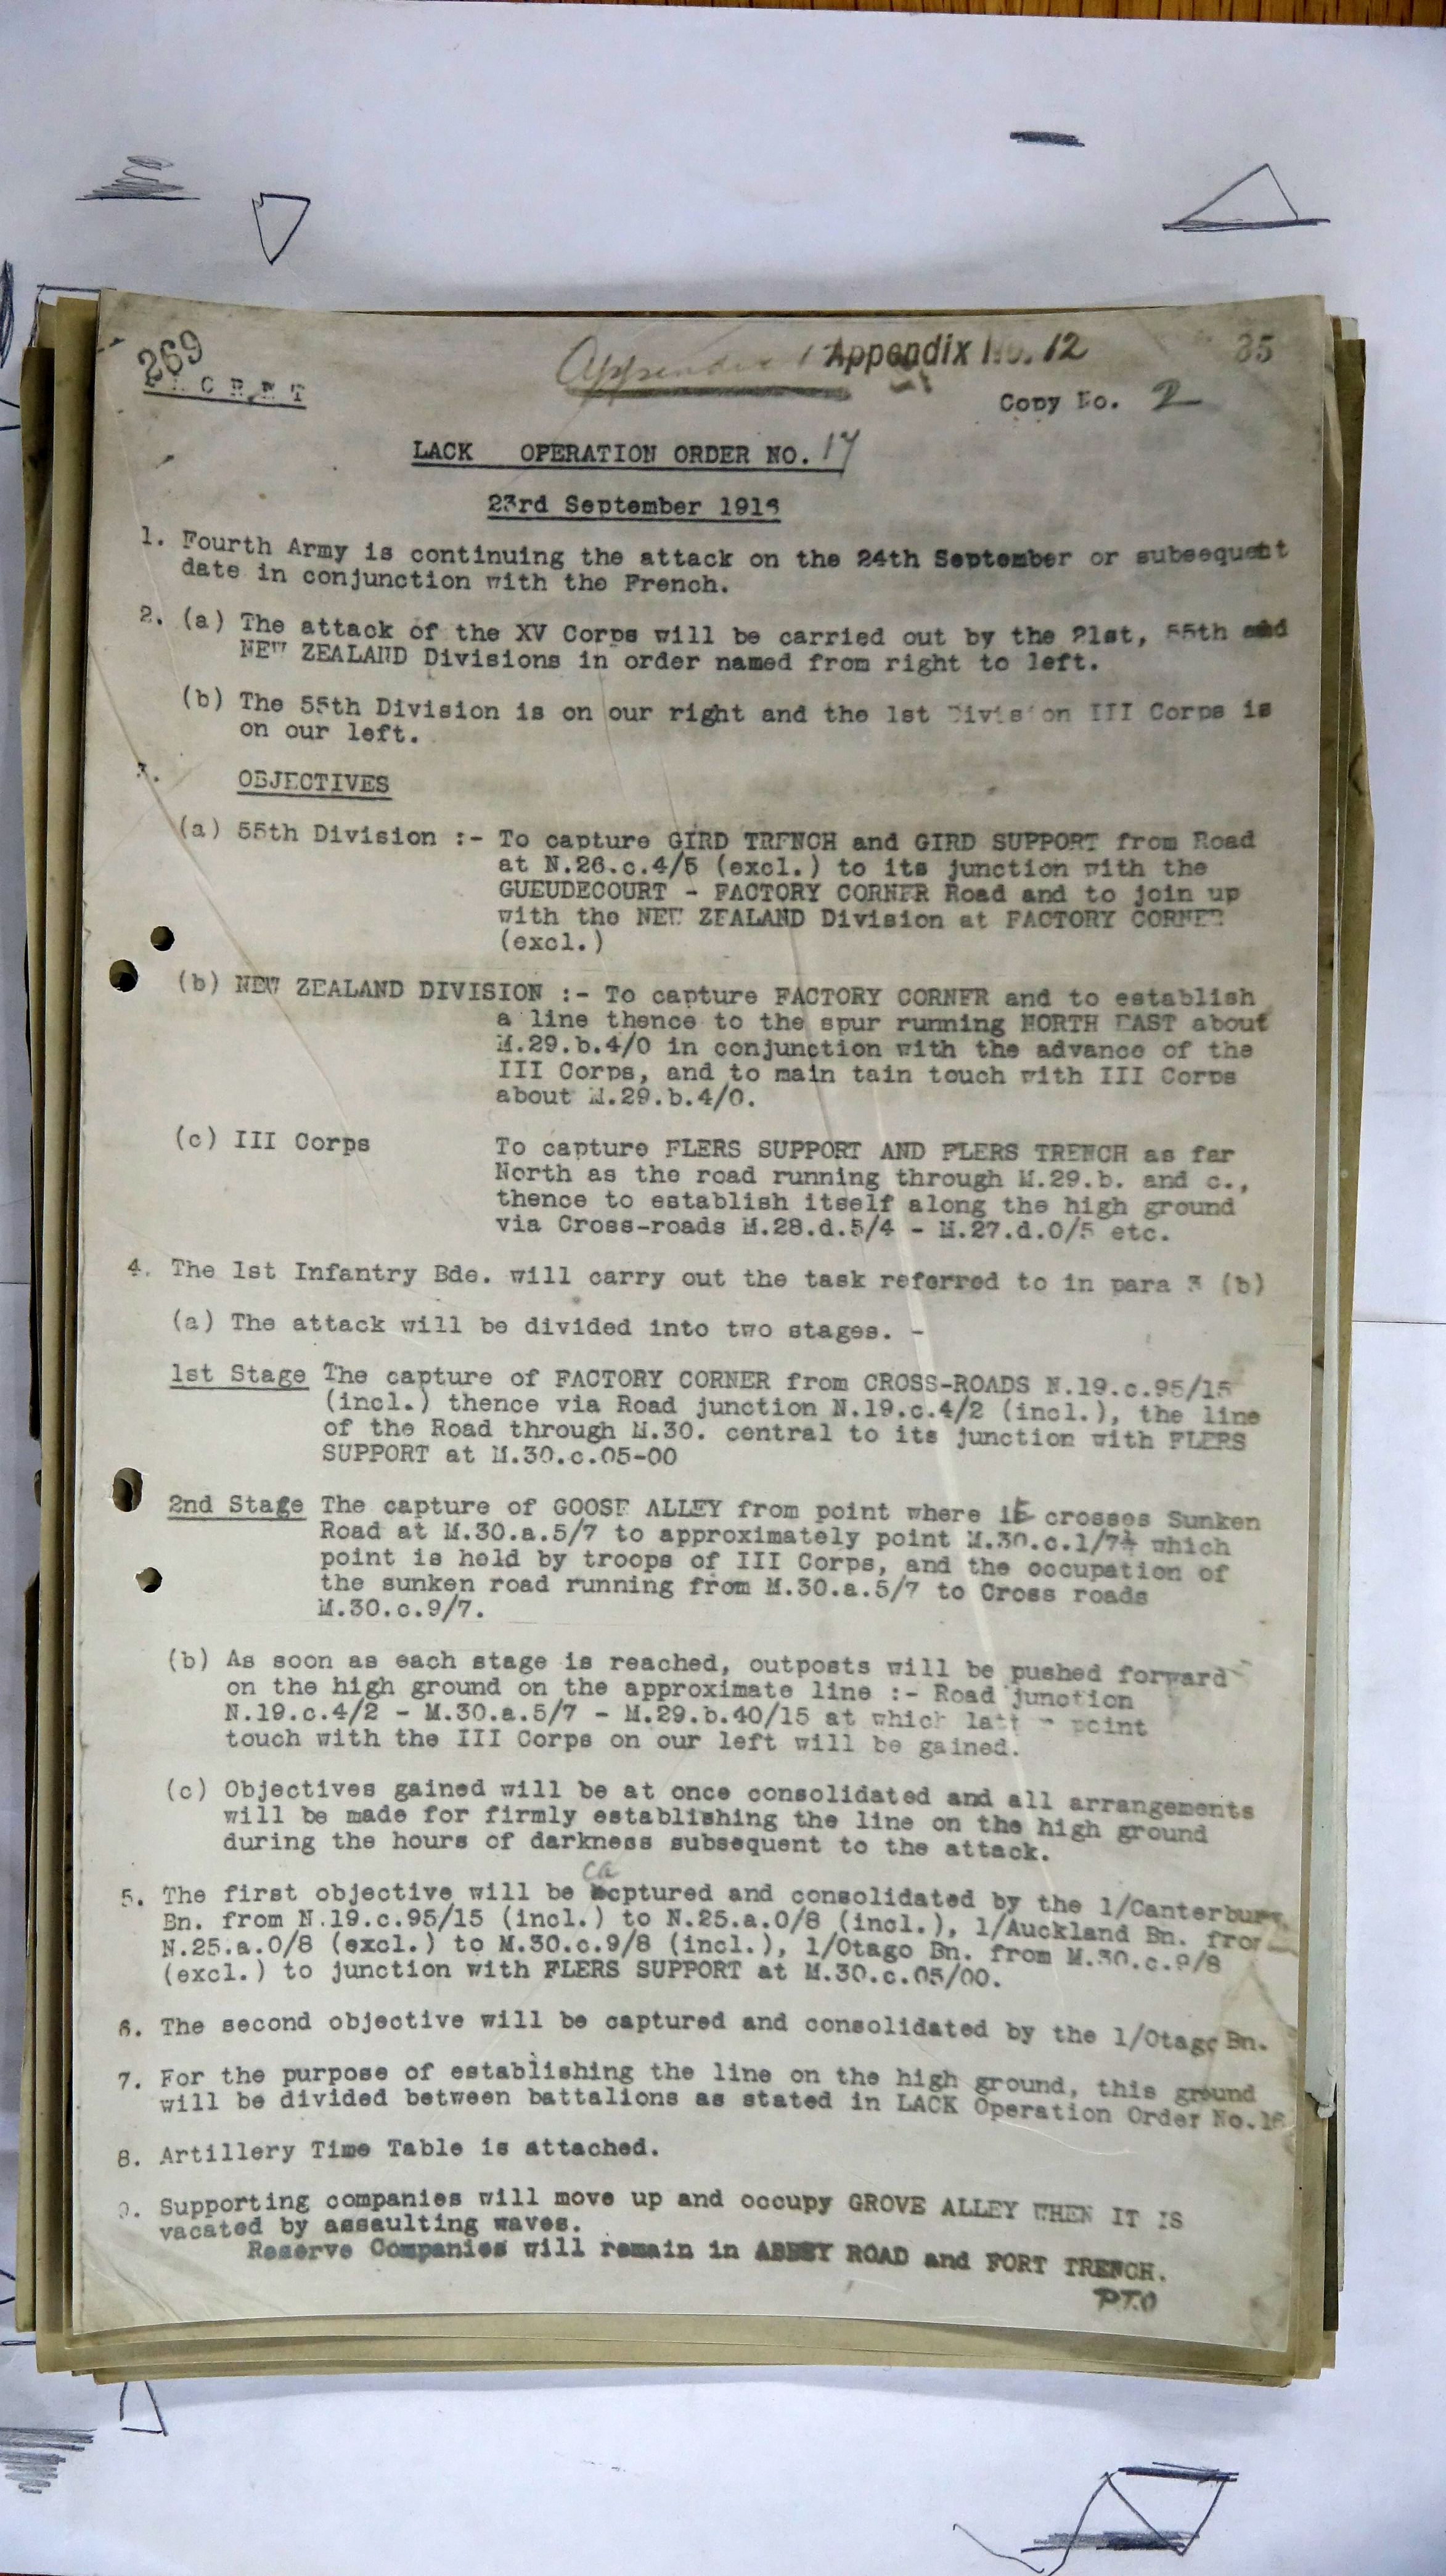 269
SECRET
Appendix Appendix No. 12
35
Copy No. 2
LACK OPERATION ORDER NO. 17
23rd September 1916
1. Fourth Army is continuing the attack on the 24th September or subsequent
date in conjunction with the French.
2. (a) The attack of the XV Corps will be carried out by the 21st, 55th and
NEW ZEALAND Divisions in order named from right to left.
(b) The 55th Division is on our right and the 1st Division III Corps is
on our left.
3. OBJECTIVES
(a) 55th Division :- To capture GIRD TRENCH and GIRD SUPPORT from Road
at N.26.c.4/5 (excl.) to its junction with the
GUEUDECOURT - FACTORY CORNER Road and to join up
with the NEW ZEALAND Division at FACTORY CORNER
(excl.)
(b) NEW ZEALAND DIVISION :- To capture FACTORY CORNER and to establish
a line thence to the spur running NORTH EAST about
M.29.b.4/0 in conjunction with the advance of the
III Corps, and to main tain touch with III Corps
about M.29.b.4/0.
(c) III Corps To capture FLERS SUPPORT AND FLERS TRENCH as far
North as the road running through M.29.b. and c.,
thence to establish itself along the high ground
via Cross-roads M.28.d.5/4 - M.27.d.0/5 etc.
4. The 1st Infantry Bde. will carry out the task referred to in para 3 (b)
(a) The attack will be divided into two stages. -
1st Stage The capture of FACTORY CORNER from CROSS-ROADS N.19.c.95/15
(incl.) thence via Road junction N.19.c.4/2 (incl.), the line
of the Road through M.30. central to its junction with FLERS
SUPPORT at M.30.c.05-00
2nd Stage The capture of GOOSE ALLEY from point where it crosses Sunken
Road at M.30.a.5/7 to approximately point M.30.c.1/7½ which
point is held by troops of III Corps, and the occupation of
the sunken road running from M.30.a.5/7 to Cross roads
M.30.c.9/7.
(b) As soon as each stage is reached, outposts will be pushed forward
on the high ground on the approximate line :- Road junction
N.19.c.4/2 - M.30.a.5/7 - M.29.b.40/15 at which latter point
touch with the III Corps on our left will be gained.
(c) Objectives gained will be at once consolidated and all arrangements
will be made for firmly establishing the line on the high ground
during the hours of darkness subsequent to the attack.
5. The first objective will be captured and consolidated by the 1/Canterbury
Bn. from N.19.c.95/15 (incl.) to N.25.a.0/8 (incl.), 1/Auckland Bn. from
N.25.a.0/8 (excl.) to M.30.c.9/8 (incl.), 1/Otago Bn. from M.30.c.9/8
(excl.) to junction with FLERS SUPPORT at M.30.c.05/00.
6. The second objective will be captured and consolidated by the 1/Otago Bn.
7. For the purpose of establishing the line on the high ground, this ground
will be divided between battalions as stated in LACK Operation Order No.16
8. Artillery Time Table is attached.
9. Supporting companies will move up and occupy GROVE ALLEY WHEN IT IS
vacated by assaulting waves.
Reserve Companies will remain in ABBEY ROAD and FORT TRENCH.
PTO